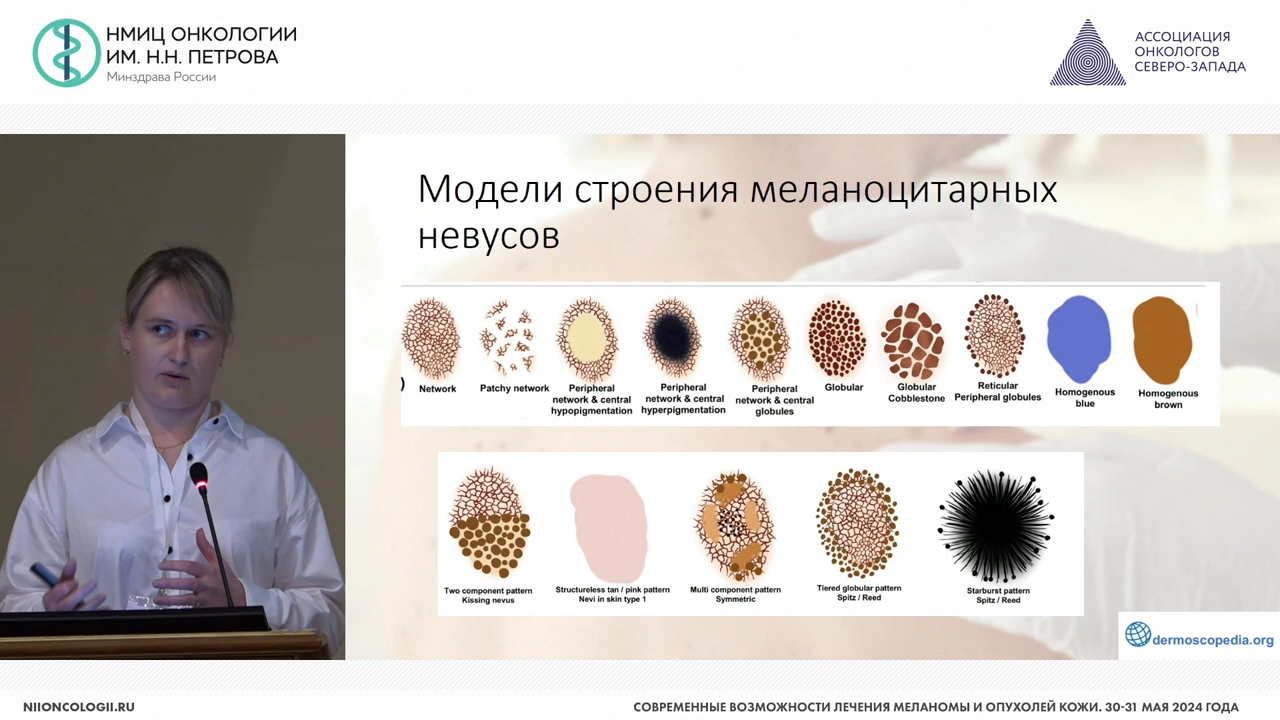 НМИЦ ОНКОЛОГИИ
ИМ. Н.Н. ПЕТРОВА
Минздрава России
АССОЦИАЦИЯ
ОНКОЛОГОВ
СЕВЕРО-ЗАПАДА
Модели строения меланоцитарных
невусов
)
Network
Patchy network
Peripheral
network & central
hypopigmentation
Peripheral
network & central
hyperpigmentation
Peripheral
network & central
globules
Globular
Globular
Cobblestone
Reticular
Peripheral globules
Homogenous
blue
Homogenous
brown
Two component pattern
Kissing nevus
Structureless tan / pink pattern
Nevi in skin type 1
Multi component pattern
Symmetric
Tiered globular pattern
Spitz / Reed
Starburst pattern
Spitz / Reed
dermoscopedia.org
NIIONCOLOGII.RU
СОВРЕМЕННЫЕ ВОЗМОЖНОСТИ ЛЕЧЕНИЯ МЕЛАНОМЫ И ОПУХОЛЕЙ КОЖИ. 30-31 МАЯ 2024 ГОДА